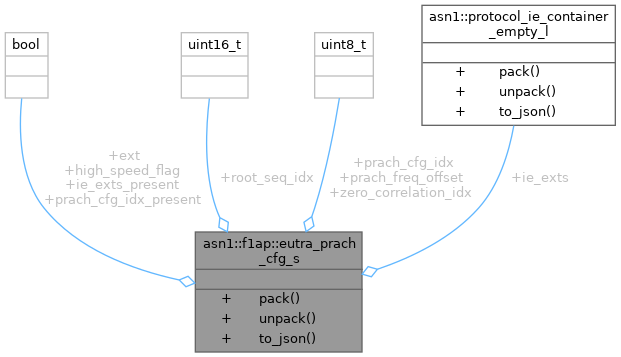 bool
uint16_t
uint8_t
asn1::protocol_ie_container
_empty_l
+ pack()
+ unpack()
+ to_json()
+ext
+high_speed_flag
+ie_exts_present
+prach_cfg_idx_present
+root_seq_idx
+prach_cfg_idx
+prach_freq_offset
+zero_correlation_idx
+ie_exts
asn1::f1ap::eutra_prach
_cfg_s
+ pack()
+ unpack()
+ to_json()